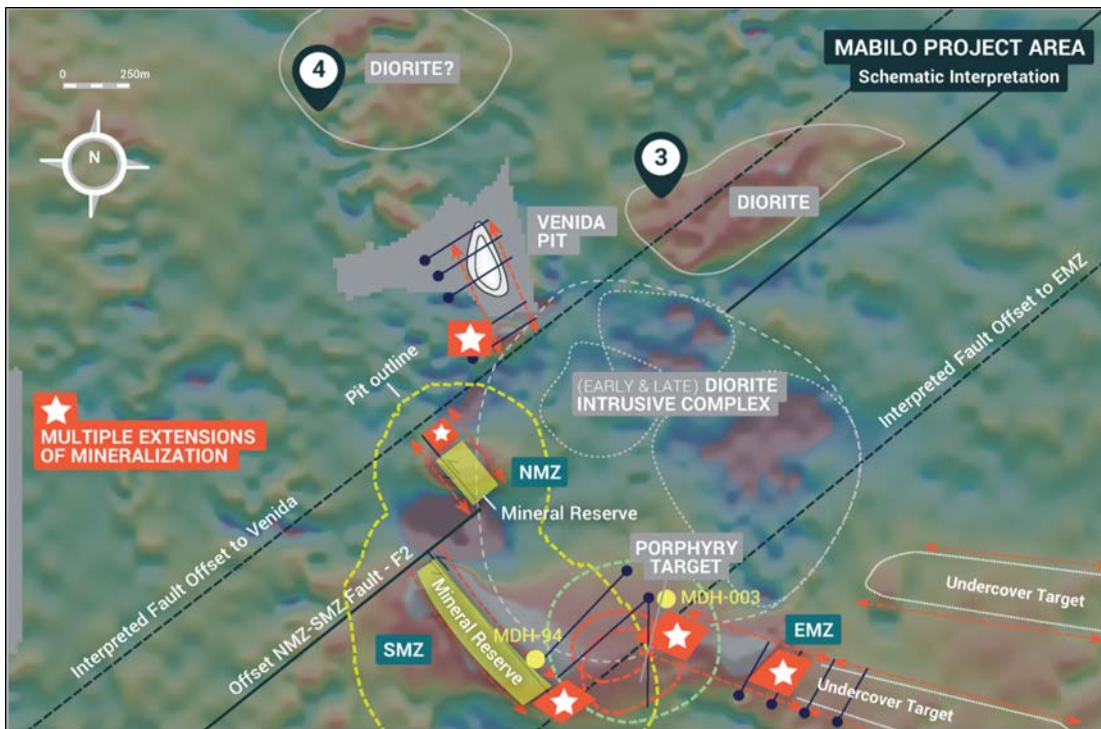 MABILO PROJECT AREA
Schematic Interpretation
0 250m
N
4
DIORITE?
3
DIORITE
VENIDA
PIT
Pit outline
MULTIPLE EXTENSIONS
OF MINERALIZATION
(EARLY & LATE) DIORITE
INTRUSIVE COMPLEX
Interpreted Fault Offset to EMZ
NMZ
Mineral Reserve
Interpreted Fault Offset to Venida
Offset NMZ-SMZ Fault - F2
PORPHYRY
TARGET
MDH-003
Undercover Target
EMZ
MDH-94
SMZ
Mineral Reserve
Undercover Target